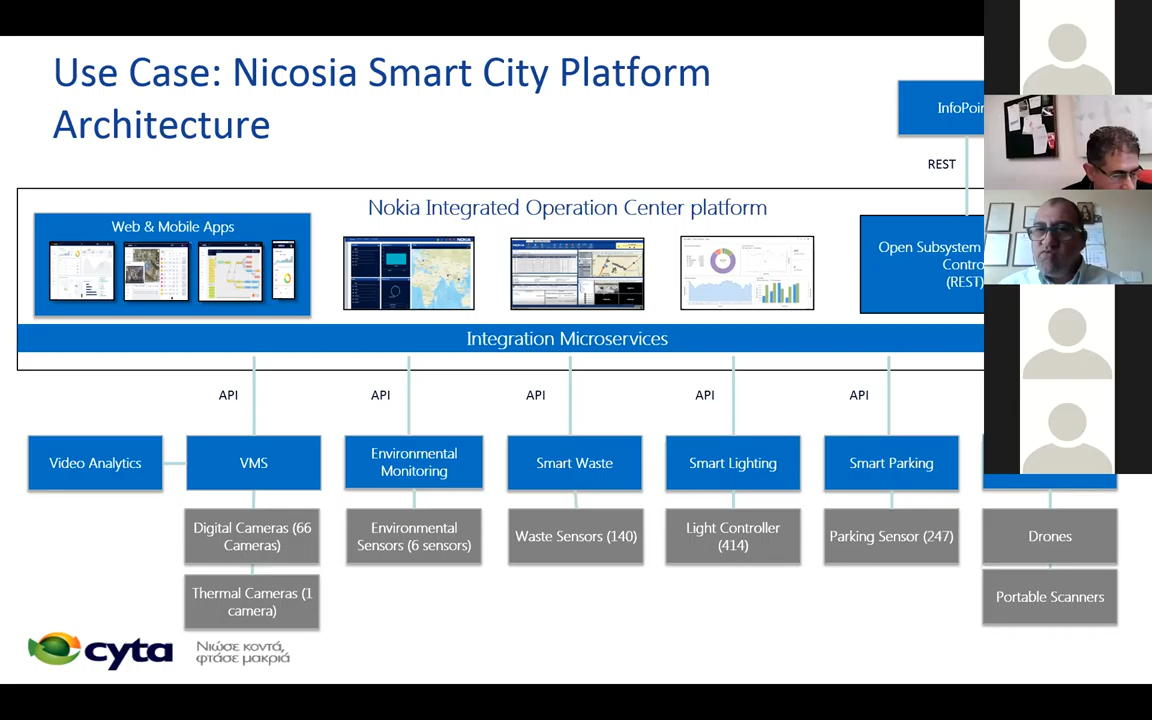 Use Case: Nicosia Smart City Platform
Architecture
InfoPoin
REST
Nokia Integrated Operation Center platform
Web & Mobile Apps
Open Subsystem
Contro
(REST)
Integration Microservices
API
API
API
API
API
Video Analytics
VMS
Environmental
Monitoring
Smart Waste
Smart Lighting
Smart Parking
Digital Cameras (66
Cameras)
Environmental
Sensors (6 sensors)
Waste Sensors (140)
Light Controller
(414)
Parking Sensor (247)
Drones
Thermal Cameras (1
camera)
Portable Scanners
cyta
Νιώσε κοντά,
φτάσε μακριά